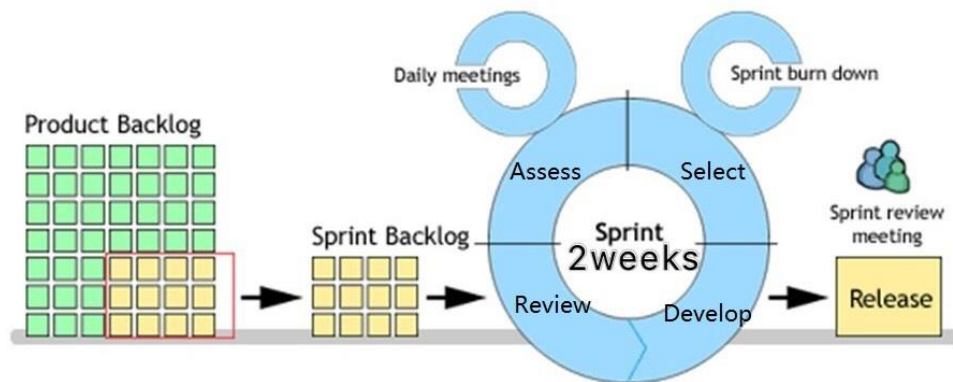 Daily meetings
Sprint burn down
Product Backlog
Assess
Select
Sprint Backlog
Sprint
2weeks
Sprint review
meeting
Review
Develop
Release